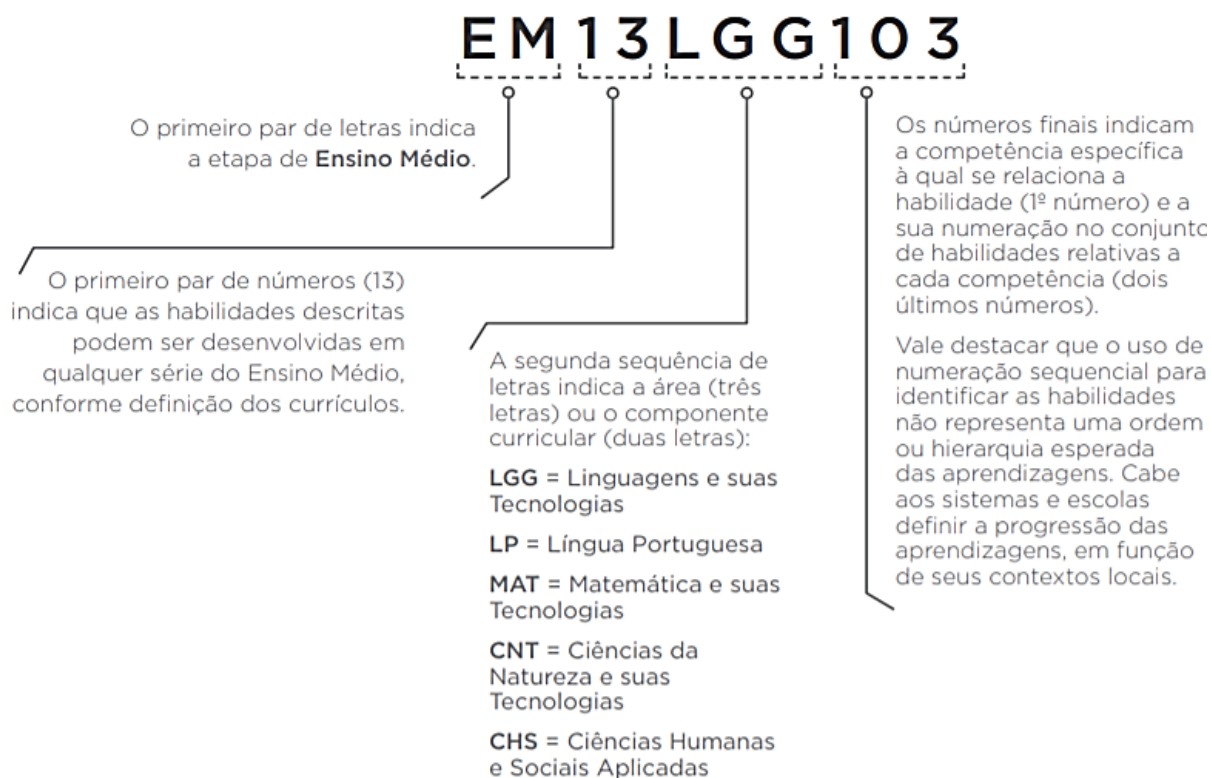 EM13LGG103
O primeiro par de letras indica
a etapa de Ensino Médio.
O primeiro par de números (13)
indica que as habilidades descritas
podem ser desenvolvidas em
qualquer série do Ensino Médio,
conforme definição dos currículos.
A segunda sequência de
letras indica a área (três
letras) ou o componente
curricular (duas letras):
LGG = Linguagens e suas
Tecnologias
LP = Língua Portuguesa
MAT = Matemática e suas
Tecnologias
CNT = Ciências da
Natureza e suas
Tecnologias
CHS = Ciências Humanas
e Sociais Aplicadas
Os números finais indicam
a competência específica
à qual se relaciona a
habilidade (1º número) e a
sua numeração no conjunto
de habilidades relativas a
cada competência (dois
últimos números).
Vale destacar que o uso de
numeração sequencial para
identificar as habilidades
não representa uma ordem
ou hierarquia esperada
das aprendizagens. Cabe
aos sistemas e escolas
definir a progressão das
aprendizagens, em função
de seus contextos locais.